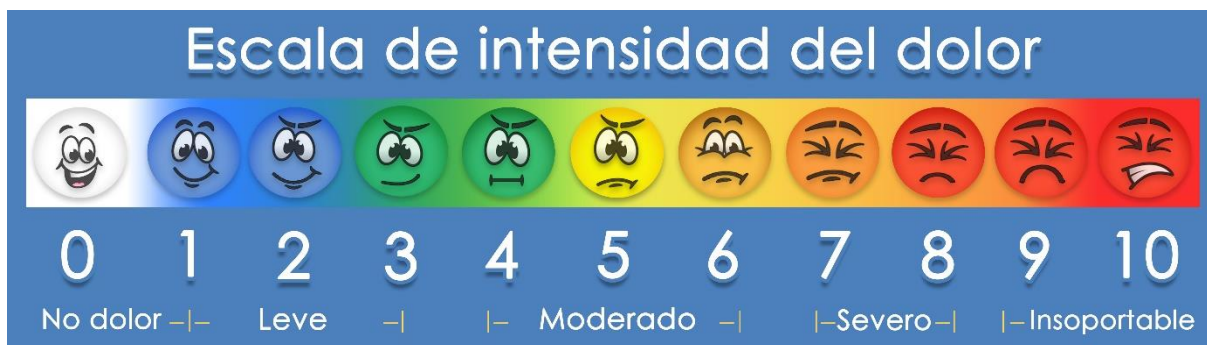 Escala de intensidad del dolor
0 1 2 3 4 5 6 7 8 9 10
No dolor –|– Leve –| |– Moderado –| |–Severo–| |–Insoportable